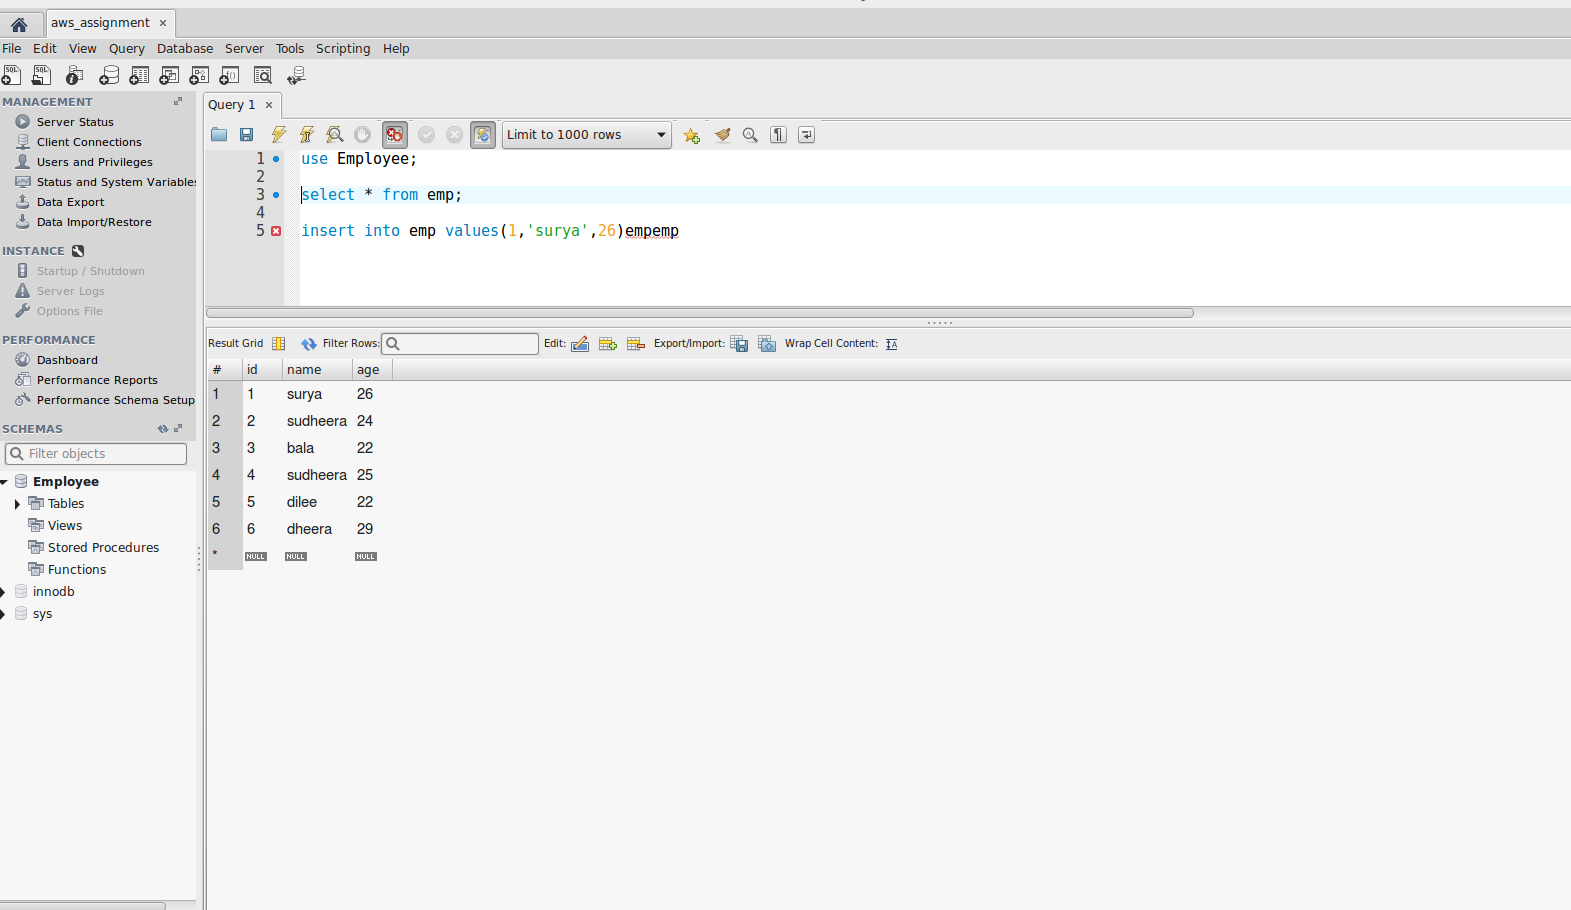 aws_assignment ×
File Edit View Query Database Server Tools Scripting Help
SQL SQL
MANAGEMENT
Server Status
Client Connections
Users and Privileges
Status and System Variables
Data Export
Data Import/Restore
INSTANCE
Startup / Shutdown
Server Logs
Options File
PERFORMANCE
Dashboard
Performance Reports
Performance Schema Setup
SCHEMAS
Filter objects
Employee
Tables
Views
Stored Procedures
Functions
innodb
sys
Query 1 ×
Limit to 1000 rows
1 use Employee;
2
3 select * from emp;
4
5 insert into emp values(1,'surya',26)empemp
Result Grid Filter Rows: Edit: Export/Import: Wrap Cell Content:
# id name age
1 1 surya 26
2 2 sudheera 24
3 3 bala 22
4 4 sudheera 25
5 5 dilee 22
6 6 dheera 29
* NULL NULL NULL